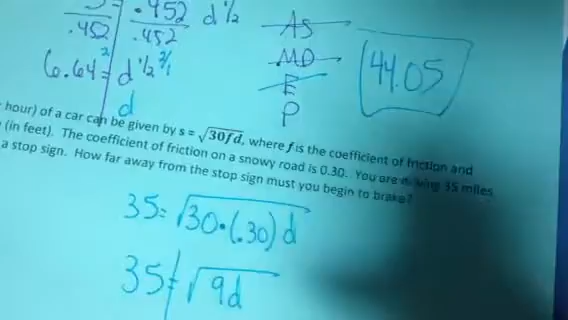 3 = .452 d½
.452 .452
6.64² = d½ ²⁄₁
d
AS
MD
E
P
44.05
hour) of a car can be given by s = √30fd, where f is the coefficient of friction and
(in feet). The coefficient of friction on a snowy road is 0.30. You are driving 35 miles
a stop sign. How far away from the stop sign must you begin to brake?
35 = √30·(.30) d
35 = √9d